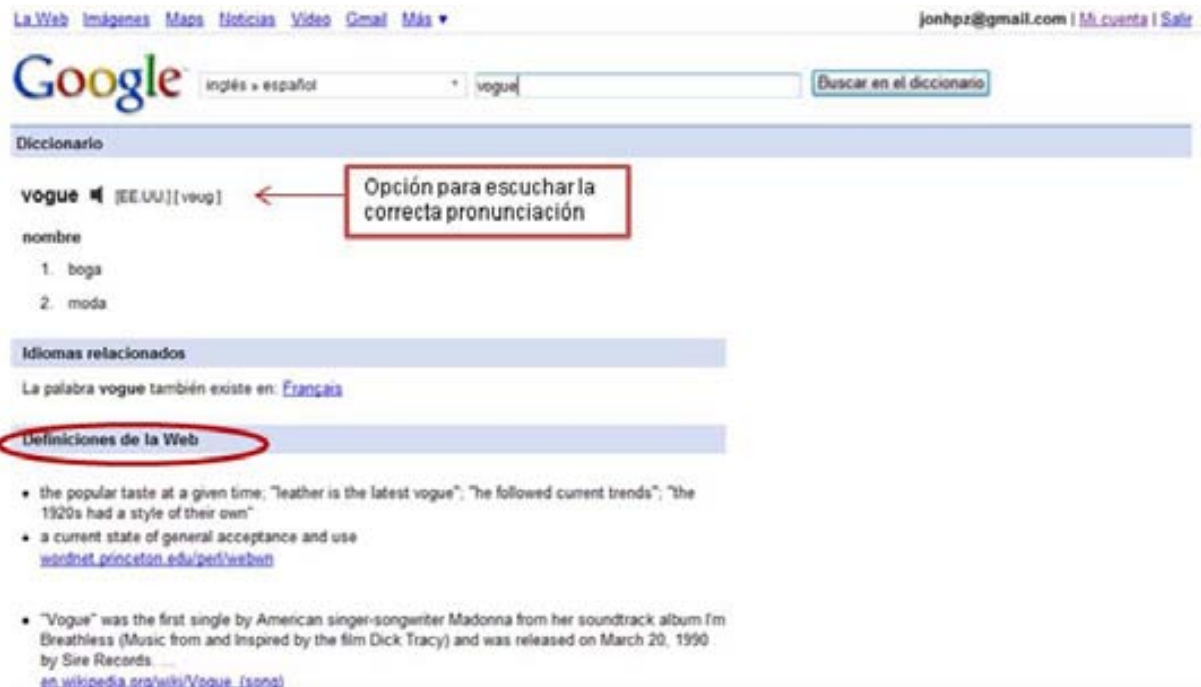 La Web Imágenes Maps Noticias Vídeo Gmail Más ▼ jonhpz@gmail.com | Mi cuenta | Salir
Google inglés » español vogue Buscar en el diccionario
Diccionario
vogue [EE.UU.] [vəug]
Opción para escuchar la
correcta pronunciación
nombre
1. boga
2. moda
Idiomas relacionados
La palabra vogue también existe en: Français
Definiciones de la Web
• the popular taste at a given time; "leather is the latest vogue"; "he followed current trends"; "the
1920s had a style of their own"
• a current state of general acceptance and use
wordnet.princeton.edu/perl/webwn
• "Vogue" was the first single by American singer-songwriter Madonna from her soundtrack album I'm
Breathless (Music from and Inspired by the film Dick Tracy) and was released on March 20, 1990
by Sire Records. ...
en.wikipedia.org/wiki/Vogue_(song)